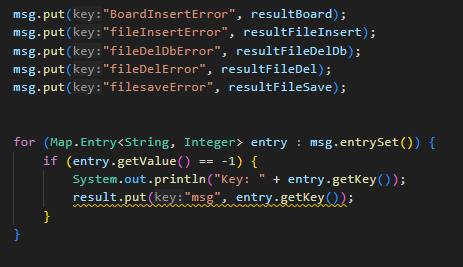 msg.put(key:"BoardInsertError", resultBoard);
msg.put(key:"fileInsertError", resultFileInsert);
msg.put(key:"fileDelDbError", resultFileDelDb);
msg.put(key:"fileDelError", resultFileDel);
msg.put(key:"filesaveError", resultFileSave);
for (Map.Entry<String, Integer> entry : msg.entrySet()) {
if (entry.getValue() == -1) {
System.out.println("Key: " + entry.getKey());
result.put(key:"msg", entry.getKey());
}
}